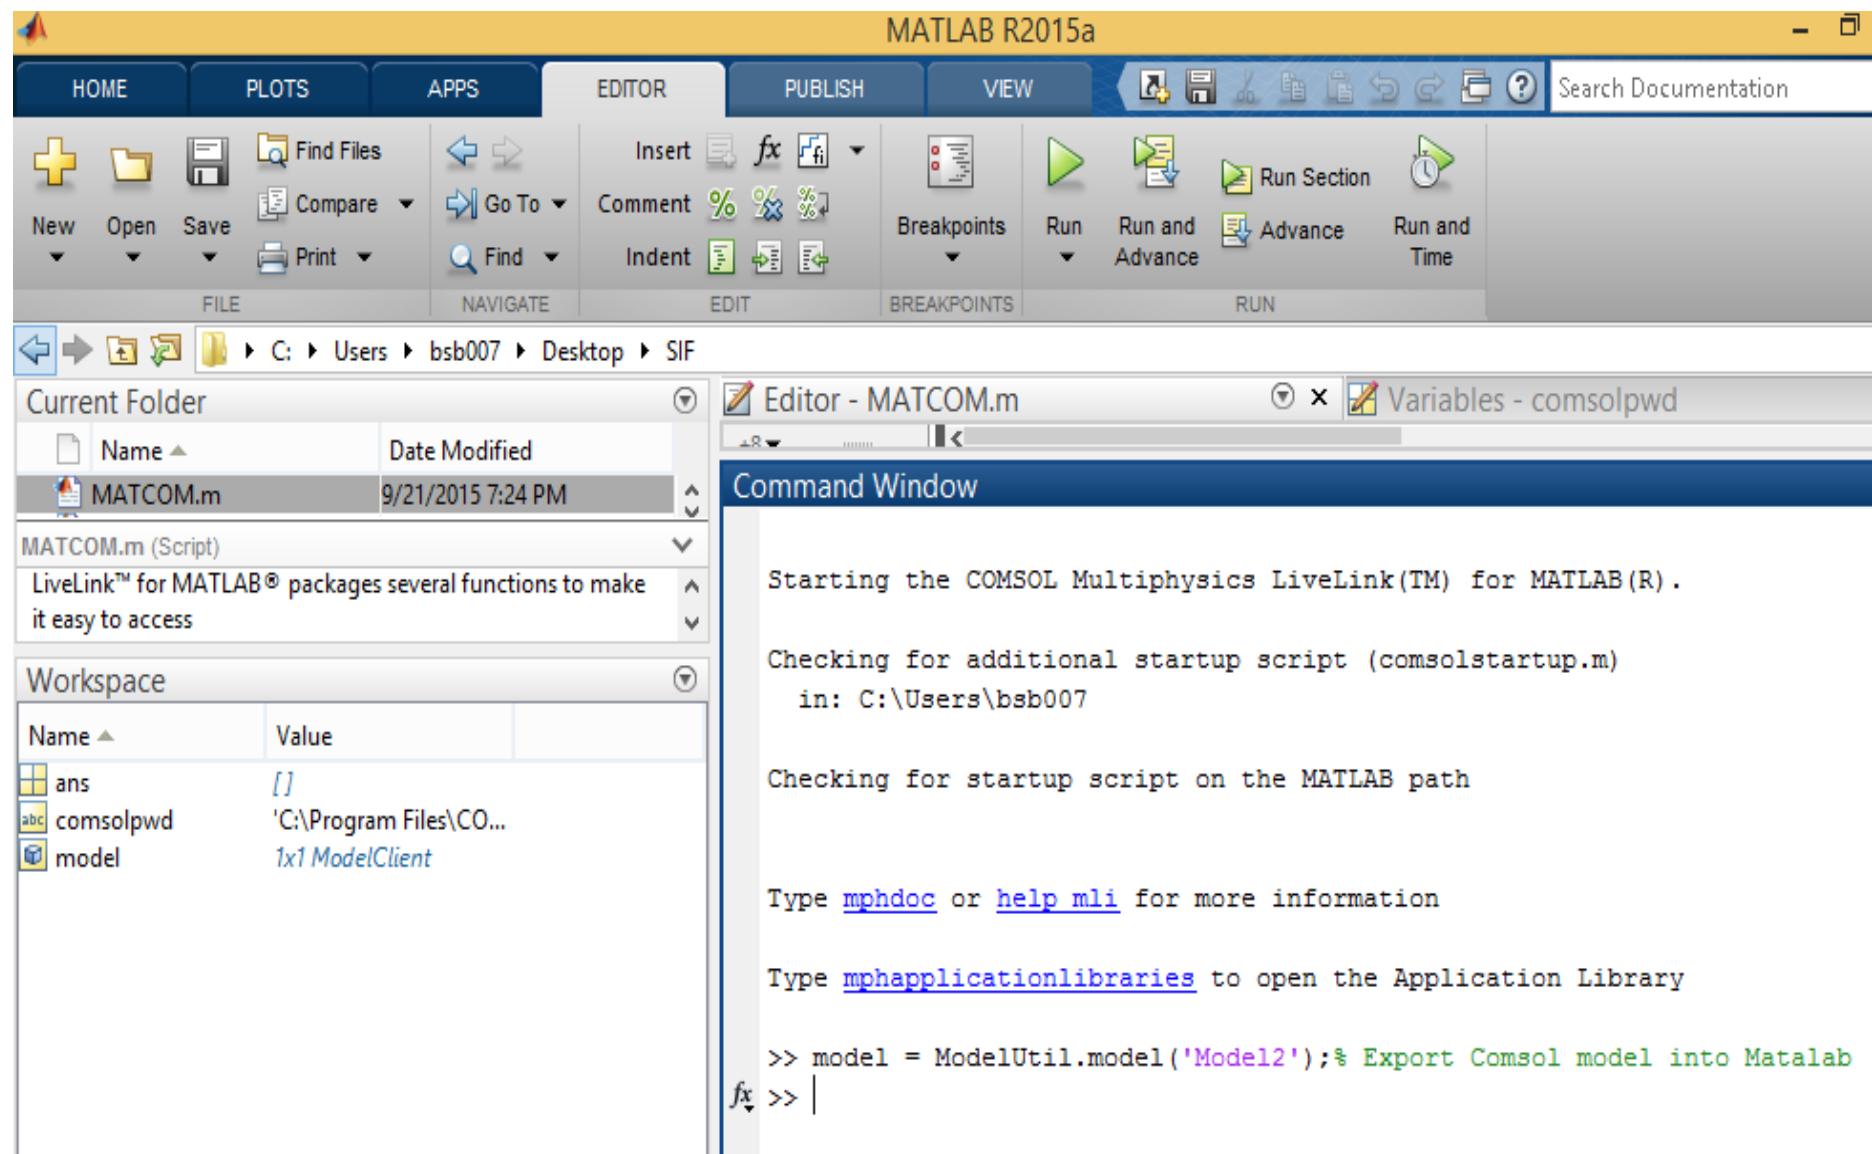 MATLAB R2015a
HOME PLOTS APPS EDITOR PUBLISH VIEW Search Documentation
New Open Save Find Files Compare Print
FILE
Go To Find
NAVIGATE
Insert fx fi
Comment % % %
Indent
EDIT
Breakpoints
BREAKPOINTS
Run Run and Advance Run Section Advance Run and Time
RUN
C: Users bsb007 Desktop SIF
Current Folder
Name Date Modified
MATCOM.m 9/21/2015 7:24 PM
MATCOM.m (Script)
LiveLink™ for MATLAB® packages several functions to make
it easy to access
Workspace
Name Value
ans []
abc comsolpwd 'C:\Program Files\CO...
model 1x1 ModelClient
Editor - MATCOM.m Variables - comsolpwd
Command Window
Starting the COMSOL Multiphysics LiveLink(TM) for MATLAB(R).
Checking for additional startup script (comsolstartup.m)
in: C:\Users\bsb007
Checking for startup script on the MATLAB path
Type mphdoc or help mli for more information
Type mphapplicationlibraries to open the Application Library
>> model = ModelUtil.model('Model2');% Export Comsol model into Matalab
fx >>